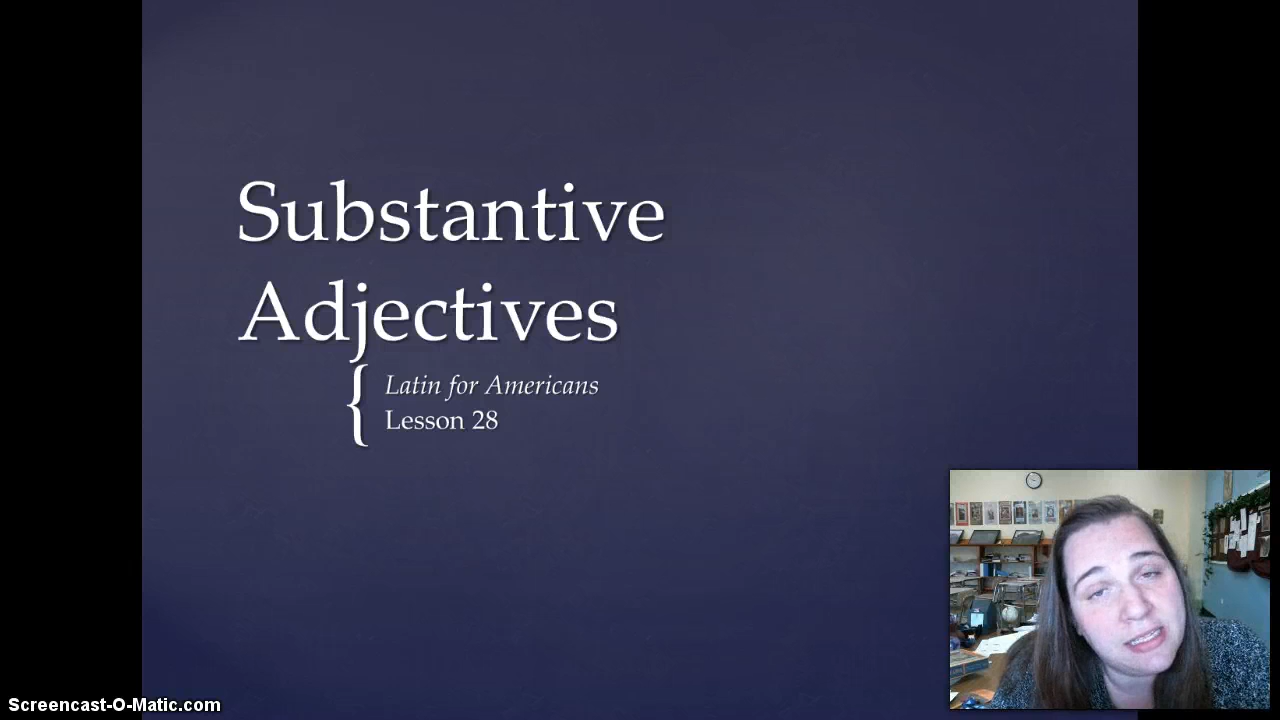 Substantive
Adjectives
{ Latin for Americans
Lesson 28
Screencast-O-Matic.com